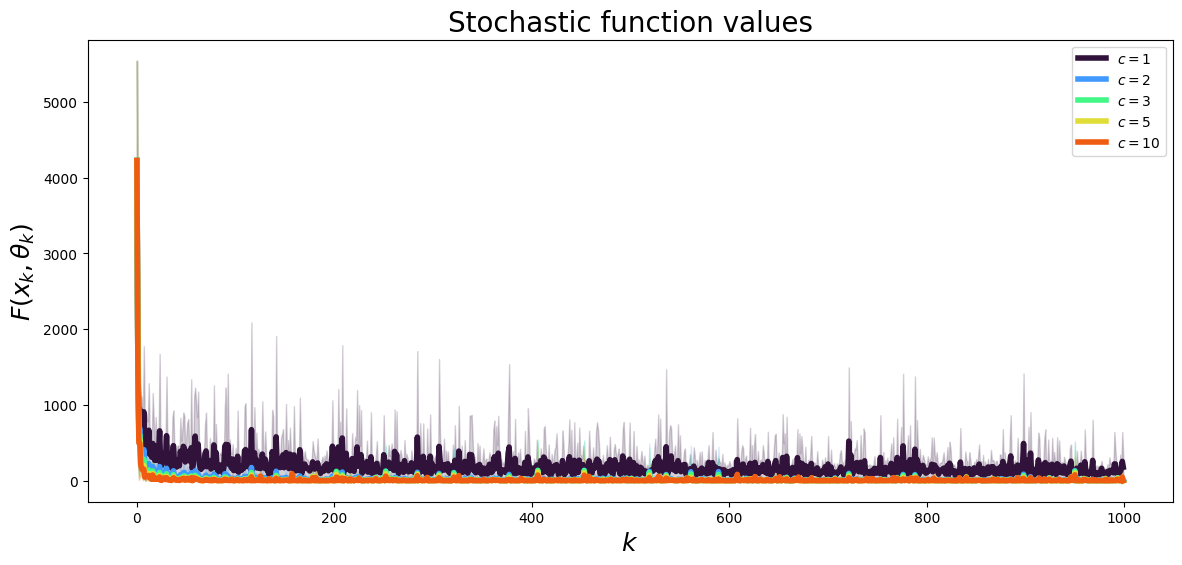 Stochastic function values
F(x_k, θ_k)
5000
4000
3000
2000
1000
0
c = 1
c = 2
c = 3
c = 5
c = 10
0
200
400
600
800
1000
k